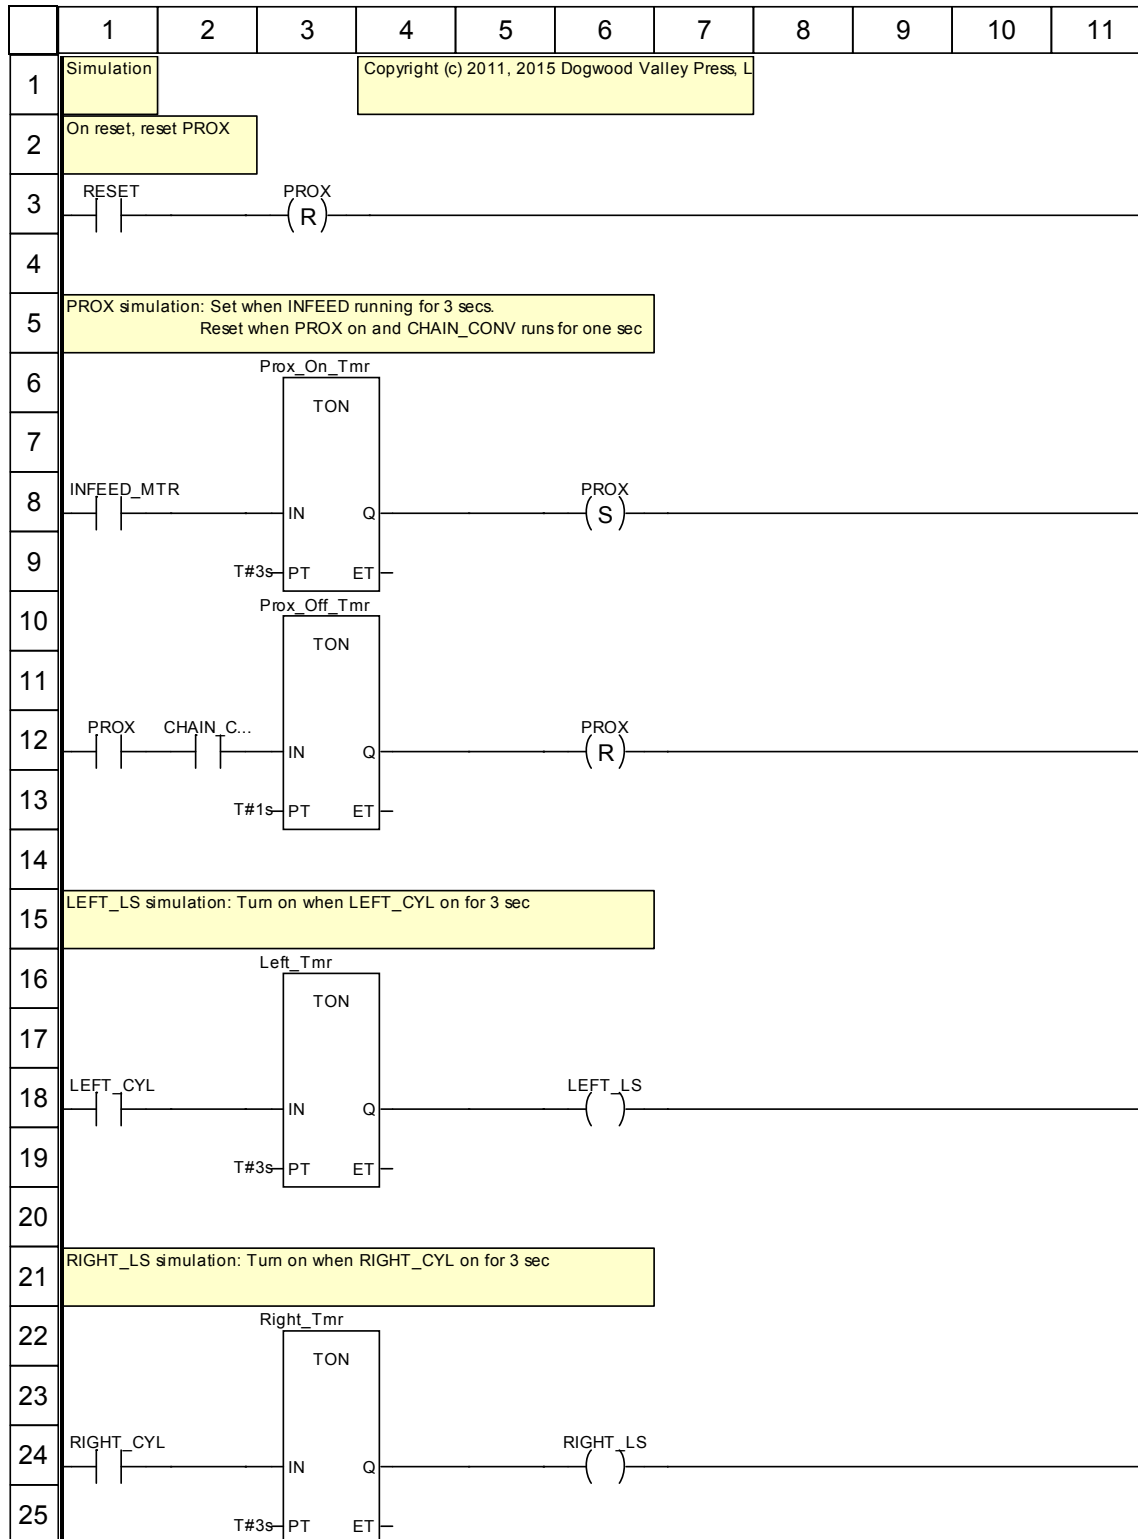 1 2 3 4 5 6 7 8 9 10 11
1 Simulation Copyright (c) 2011, 2015 Dogwood Valley Press, L
2 On reset, reset PROX
RESET PROX
3 R
4
PROX simulation: Set when INFEED running for 3 secs.
5 Reset when PROX on and CHAIN_CONV runs for one sec
Prox_On_Tmr
6 TON
7
INFEED_MTR PROX
8 IN Q S
9 T#3s PT ET
Prox_Off_Tmr
10 TON
11
PROX CHAIN_C... PROX
12 IN Q R
13 T#1s PT ET
14
15 LEFT_LS simulation: Turn on when LEFT_CYL on for 3 sec
Left_Tmr
16 TON
17
LEFT_CYL LEFT_LS
18 IN Q
19 T#3s PT ET
20
21 RIGHT_LS simulation: Turn on when RIGHT_CYL on for 3 sec
Right_Tmr
22 TON
23
RIGHT_CYL RIGHT_LS
24 IN Q
25 T#3s PT ET